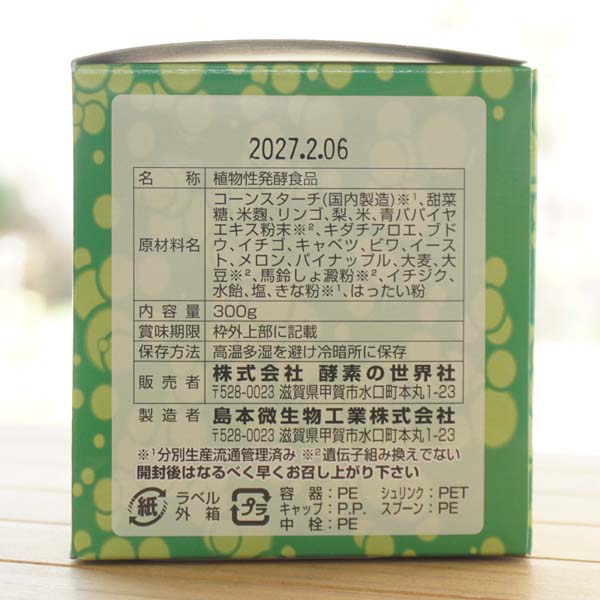 2027.2.06
名 称 植物性発酵食品
原材料名 コーンスターチ(国内製造)※¹、甜菜
糖、米麴、リンゴ、梨、米、青パパイヤ
エキス粉末※²、キダチアロエ、ブド
ウ、イチゴ、キャベツ、ビワ、イース
ト、メロン、パイナップル、大麦、大
豆※²、馬鈴しょ澱粉※²、イチジク、
水飴、塩、きな粉※¹、はったい粉
内 容 量 300g
賞味期限 枠外上部に記載
保存方法 高温多湿を避け冷暗所に保存
販 売 者 株式会社 酵素の世界社
〒528-0023 滋賀県甲賀市水口町本丸1-23
製 造 者 島本微生物工業株式会社
〒528-0023 滋賀県甲賀市水口町本丸1-23
※¹分別生産流通管理済み ※²遺伝子組み換えでない
開封後はなるべく早くお召し上がり下さい
紙 ラベル
外 箱
プラ 容 器：PE シュリンク：PET
キャップ：P.P. スプーン：PE
中 栓：PE